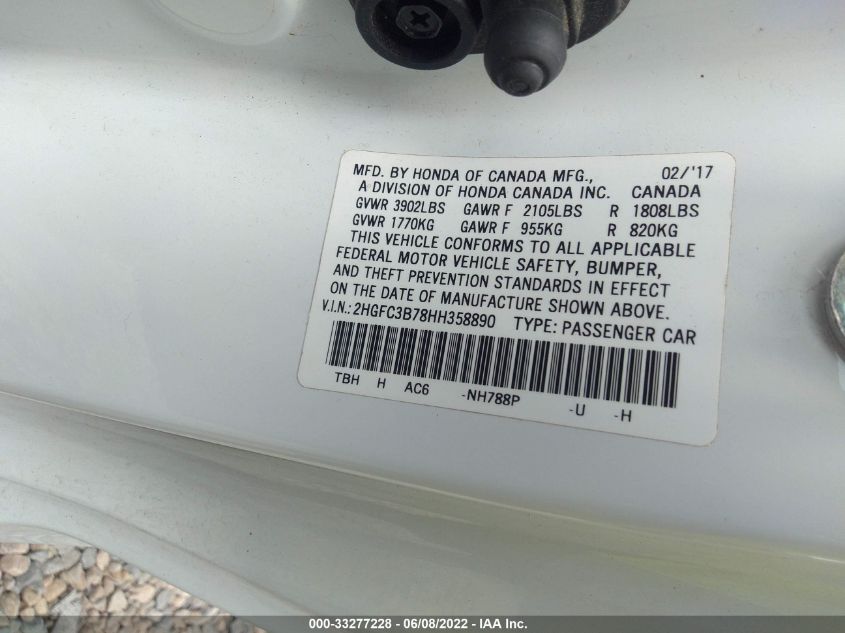 MFD. BY HONDA OF CANADA MFG., 02/'17
A DIVISION OF HONDA CANADA INC. CANADA
GVWR 3902LBS GAWR F 2105LBS R 1808LBS
GVWR 1770KG GAWR F 955KG R 820KG
THIS VEHICLE CONFORMS TO ALL APPLICABLE
FEDERAL MOTOR VEHICLE SAFETY, BUMPER,
AND THEFT PREVENTION STANDARDS IN EFFECT
ON THE DATE OF MANUFACTURE SHOWN ABOVE.
V.I.N.: 2HGFC3B78HH358890 TYPE: PASSENGER CAR
TBH H AC6 -NH788P -U -H
000-33277228 - 06/08/2022 - IAA Inc.